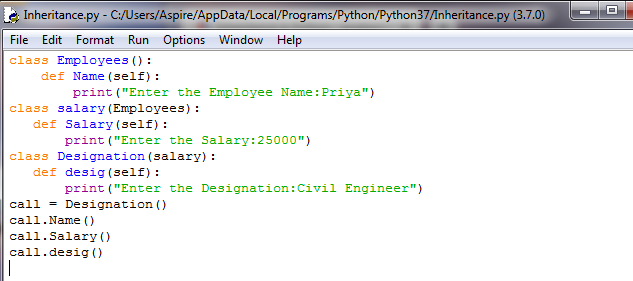 Inheritance.py - C:/Users/Aspire/AppData/Local/Programs/Python/Python37/Inheritance.py (3.7.0)
File Edit Format Run Options Window Help
class Employees():
    def Name(self):
        print("Enter the Employee Name:Priya")
class salary(Employees):
   def Salary(self):
       print("Enter the Salary:25000")
class Designation(salary):
   def desig(self):
       print("Enter the Designation:Civil Engineer")
call = Designation()
call.Name()
call.Salary()
call.desig()